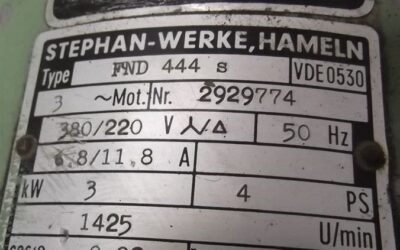 STEPHAN-WERKE, HAMELN
Type FND 444 s VDE 0530
3 ~Mot. Nr. 2929774
380/220 V ⅄/Δ 50 Hz
6.8/11.8 A
kW 3 4 PS
1425 U/min